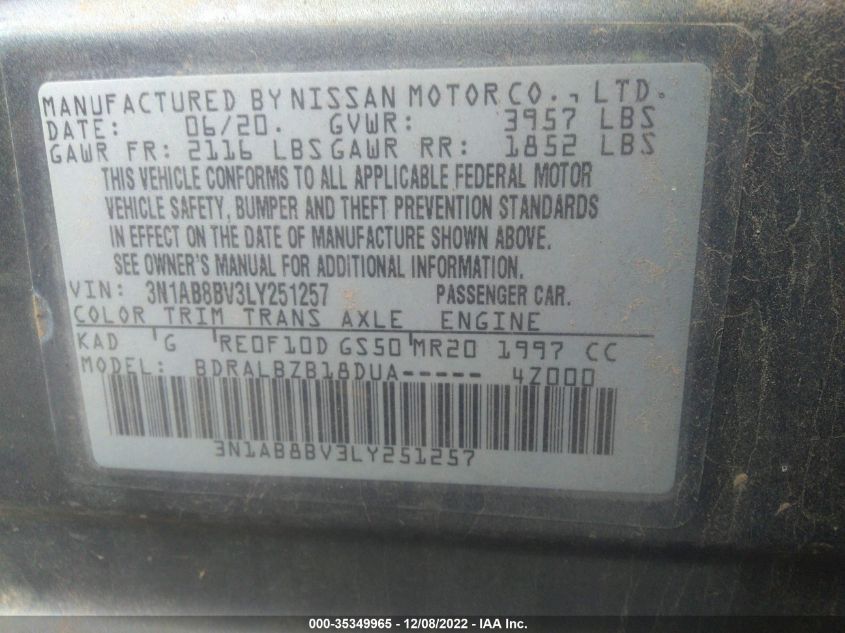 MANUFACTURED BY NISSAN MOTOR CO., LTD.
DATE: 06/20. GVWR: 3957 LBS
GAWR FR: 2116 LBS GAWR RR: 1852 LBS
THIS VEHICLE CONFORMS TO ALL APPLICABLE FEDERAL MOTOR
VEHICLE SAFETY, BUMPER AND THEFT PREVENTION STANDARDS
IN EFFECT ON THE DATE OF MANUFACTURE SHOWN ABOVE.
SEE OWNER'S MANUAL FOR ADDITIONAL INFORMATION.
VIN: 3N1AB8BV3LY251257 PASSENGER CAR.
COLOR TRIM TRANS AXLE ENGINE
KAD G RE0F10D GS50 MR20 1997 CC
MODEL: BDRALBZB18DUA----- 4Z000
3N1AB8BV3LY251257
000-35349965 - 12/08/2022 - IAA Inc.